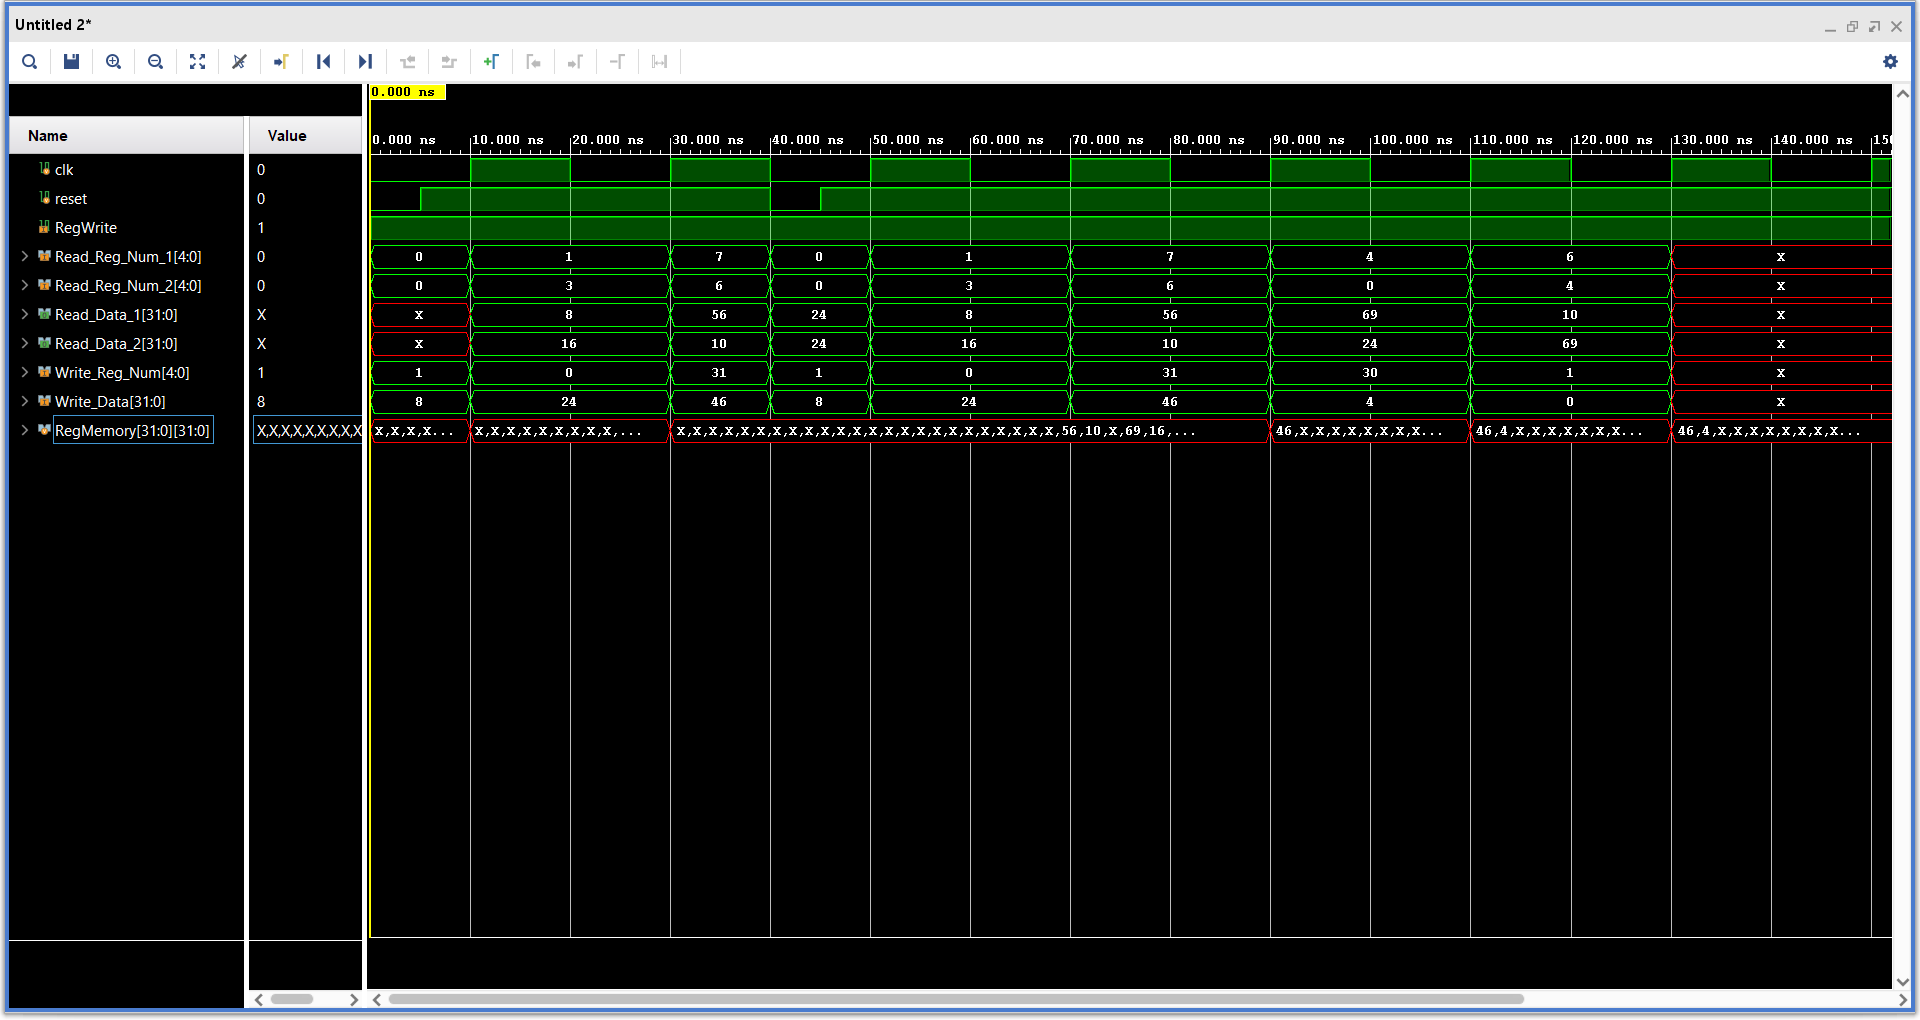 Untitled 2*
0.000 ns
Name Value
0.000 ns 10.000 ns 20.000 ns 30.000 ns 40.000 ns 50.000 ns 60.000 ns 70.000 ns 80.000 ns 90.000 ns 100.000 ns 110.000 ns 120.000 ns 130.000 ns 140.000 ns 150
clk 0
reset 0
RegWrite 1
Read_Reg_Num_1[4:0] 0 0 1 7 0 1 7 4 6 X
Read_Reg_Num_2[4:0] 0 0 3 6 0 3 6 0 4 X
Read_Data_1[31:0] X X 8 56 24 8 56 69 10 X
Read_Data_2[31:0] X X 16 10 24 16 10 24 69 X
Write_Reg_Num[4:0] 1 1 0 31 1 0 31 30 1 X
Write_Data[31:0] 8 8 24 46 8 24 46 4 0 X
RegMemory[31:0][31:0] X,X,X,X,X,X,X,X,X X,X,X,X... X,X,X,X,X,X,X,X,X,... X,X,X,X,X,X,X,X,X,X,X,X,X,X,X,X,X,X,X,X,X,X,X,X,56,10,X,69,16,... 46,X,X,X,X,X,X,X,X... 46,4,X,X,X,X,X,X,X... 46,4,X,X,X,X,X,X,X,X...